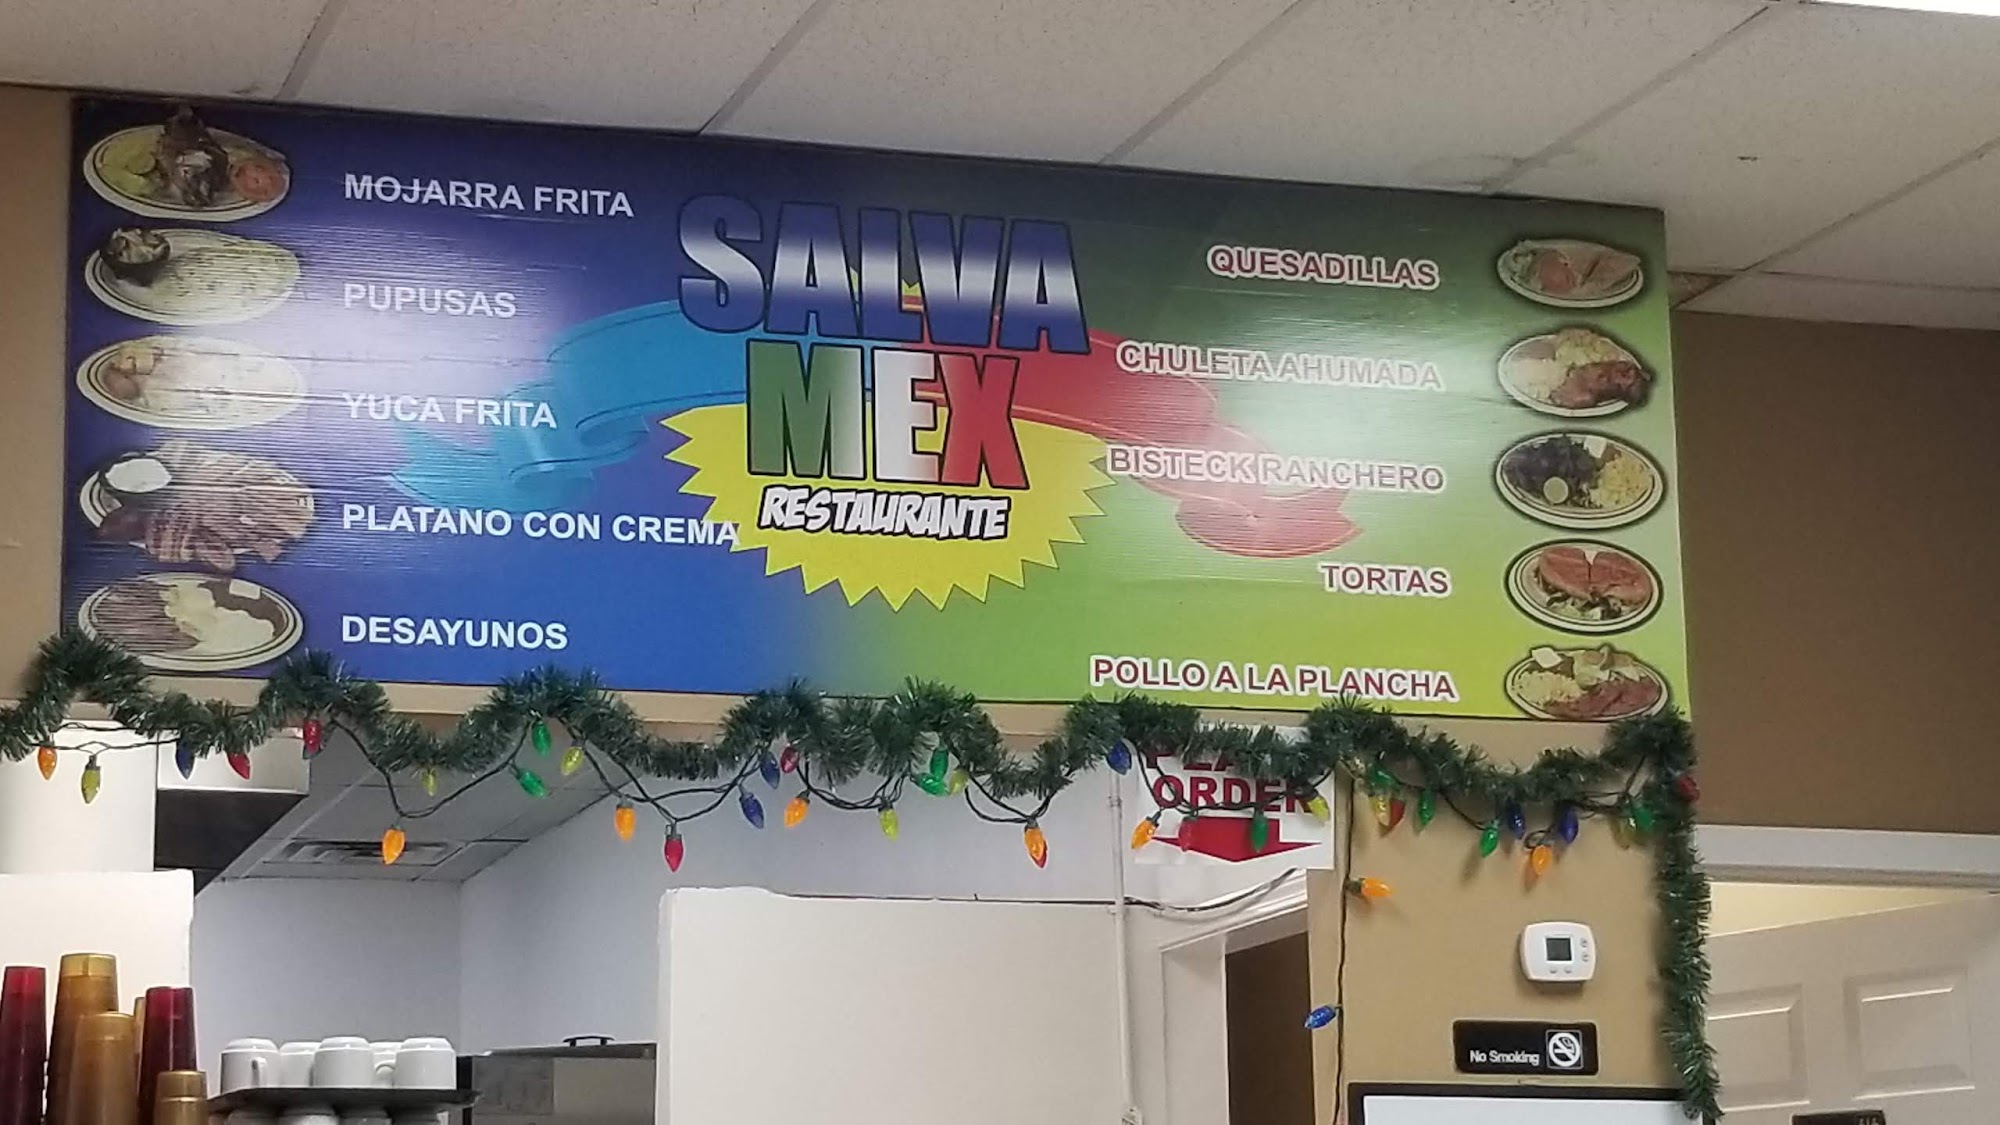 MOJARRA FRITA
PUPUSAS
YUCA FRITA
PLATANO CON CREMA
DESAYUNOS
SALVA
MEX
RESTAURANTE
QUESADILLAS
CHULETA AHUMADA
BISTECK RANCHERO
TORTAS
POLLO A LA PLANCHA
ORDER
No Smoking